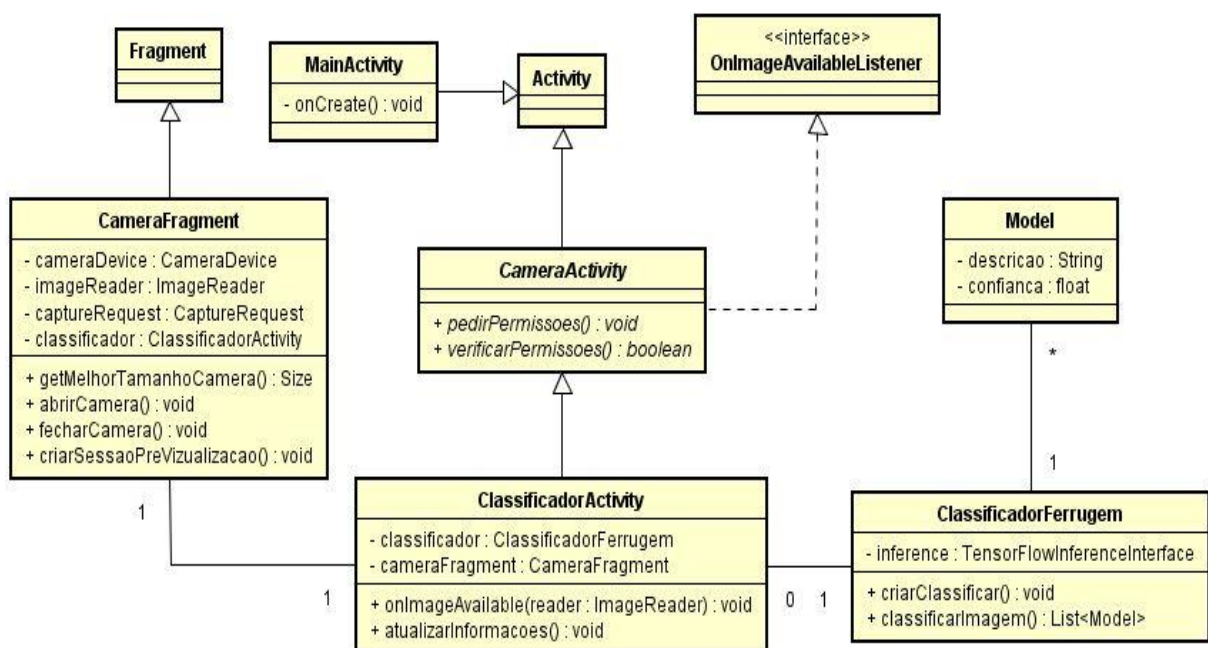 Fragment
MainActivity
- onCreate() : void
Activity
<<interface>>
OnImageAvailableListener
CameraFragment
- cameraDevice : CameraDevice
- imageReader : ImageReader
- captureRequest : CaptureRequest
- classificador : ClassificadorActivity
+ getMelhorTamanhoCamera() : Size
+ abrirCamera() : void
+ fecharCamera() : void
+ criarSessaoPreVizualizacao() : void
CameraActivity
+ pedirPermissoes() : void
+ verificarPermissoes() : boolean
Model
- descricao : String
- confianca : float
*
1
1
ClassificadorActivity
- classificador : ClassificadorFerrugem
- cameraFragment : CameraFragment
+ onImageAvailable(reader : ImageReader) : void
+ atualizarInformacoes() : void
1
0
1
ClassificadorFerrugem
- inference : TensorFlowInferenceInterface
+ criarClassificar() : void
+ classificarImagem() : List<Model>